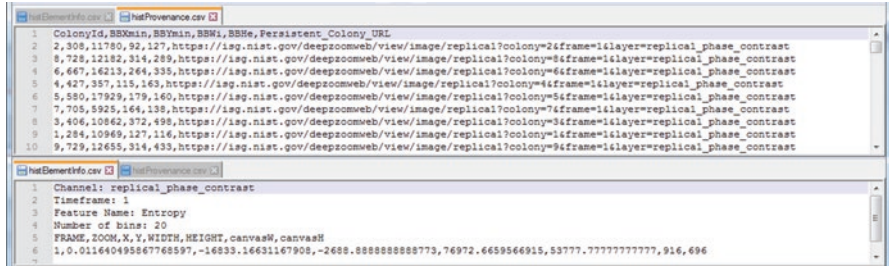 histElementInfo.csv histProvenance.csv
1 ColonyId,BBXmin,BBYmin,BBWi,BBHe,Persistent_Colony_URL
2 2,308,11780,92,127,https://isg.nist.gov/deepzoomweb/view/image/replical?colony=2&frame=1&layer=replical_phase_contrast
3 8,728,12182,314,289,https://isg.nist.gov/deepzoomweb/view/image/replical?colony=8&frame=1&layer=replical_phase_contrast
4 6,667,16213,264,335,https://isg.nist.gov/deepzoomweb/view/image/replical?colony=6&frame=1&layer=replical_phase_contrast
5 4,427,357,115,163,https://isg.nist.gov/deepzoomweb/view/image/replical?colony=4&frame=1&layer=replical_phase_contrast
6 5,590,17929,179,160,https://isg.nist.gov/deepzoomweb/view/image/replical?colony=5&frame=1&layer=replical_phase_contrast
7 7,705,5925,164,138,https://isg.nist.gov/deepzoomweb/view/image/replical?colony=7&frame=1&layer=replical_phase_contrast
8 3,406,10862,372,498,https://isg.nist.gov/deepzoomweb/view/image/replical?colony=3&frame=1&layer=replical_phase_contrast
9 1,284,10969,127,116,https://isg.nist.gov/deepzoomweb/view/image/replical?colony=1&frame=1&layer=replical_phase_contrast
10 9,729,12655,314,433,https://isg.nist.gov/deepzoomweb/view/image/replical?colony=9&frame=1&layer=replical_phase_contrast
histElementInfo.csv histProvenance.csv
1 Channel: replical_phase_contrast
2 Timeframe: 1
3 Feature Name: Entropy
4 Number of bins: 20
5 FRAME,ZOOM,X,Y,WIDTH,HEIGHT,canvasW,canvasH
6 1,0.011640495867768597,-16833.16631167908,-2688.8888888888773,76972.6659566915,53777.77777777777,916,696
7